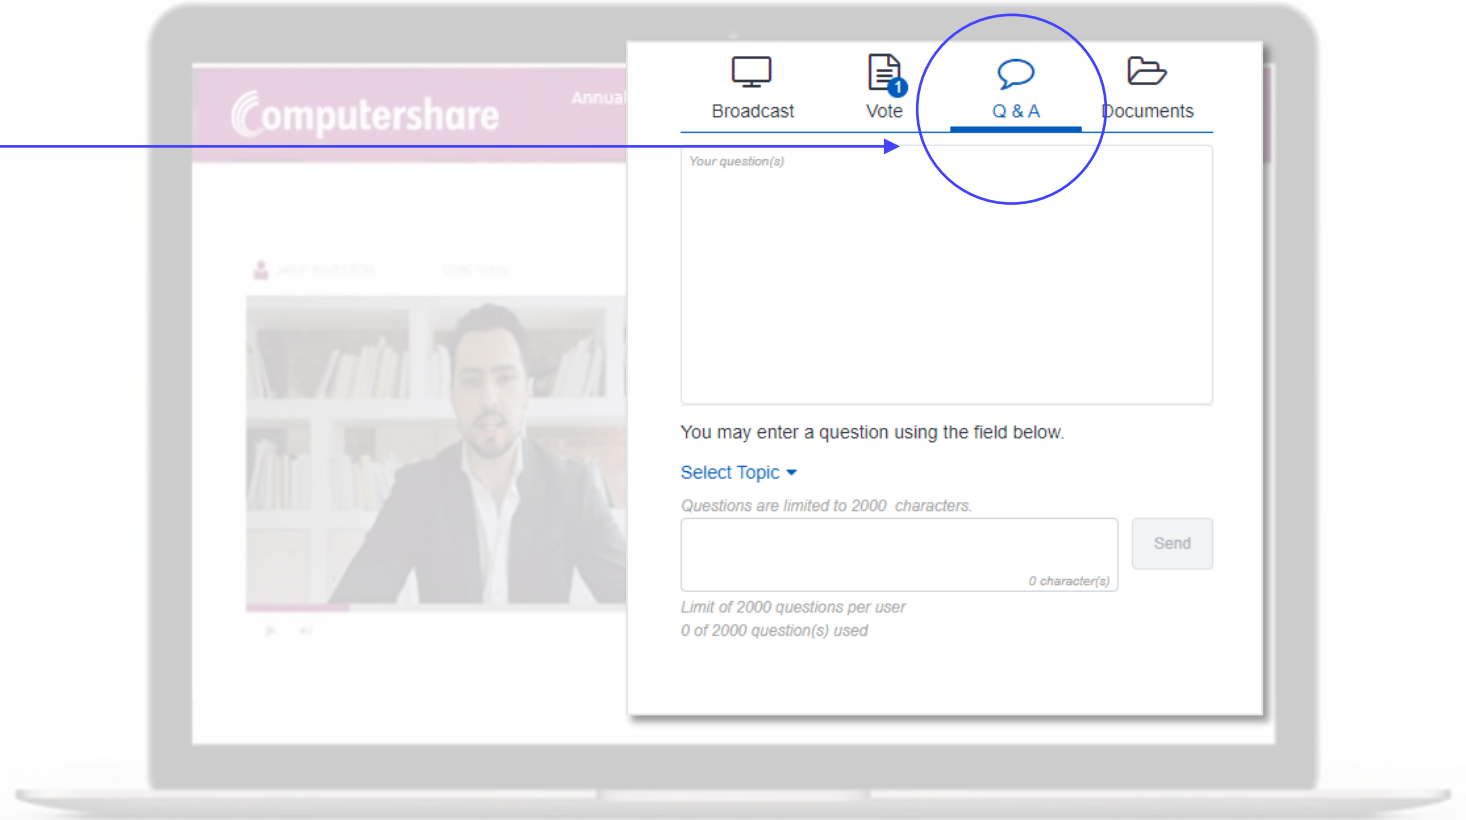 Computershare
Annual
JANE INVESTOR
Broadcast
1
Vote
Q & A
Documents
Your question(s)
You may enter a question using the field below.
Select Topic
Questions are limited to 2000 characters.
0 character(s)
Send
Limit of 2000 questions per user
0 of 2000 question(s) used